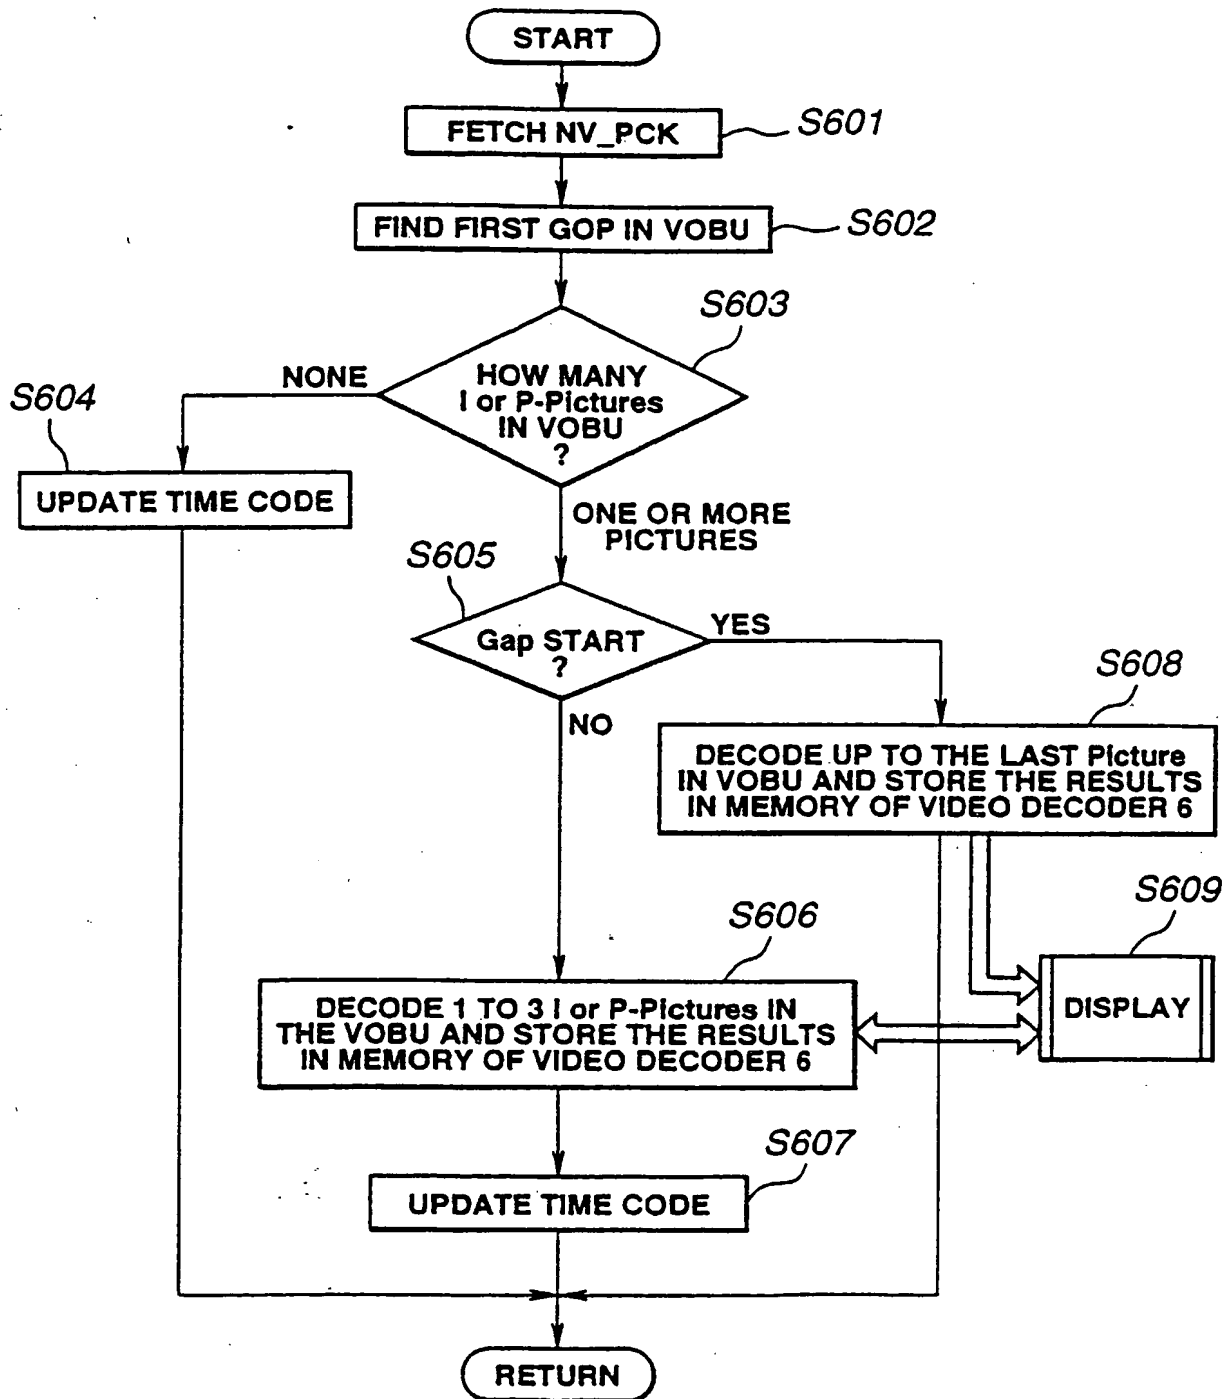 START
FETCH NV_PCK
S601
FIND FIRST GOP IN VOBU
S602
S603
HOW MANY
I or P-Pictures
IN VOBU
?
NONE
S604
UPDATE TIME CODE
ONE OR MORE
PICTURES
S605
Gap START
?
YES
NO
S608
DECODE UP TO THE LAST Picture
IN VOBU AND STORE THE RESULTS
IN MEMORY OF VIDEO DECODER 6
S609
DISPLAY
S606
DECODE 1 TO 3 I or P-Pictures IN
THE VOBU AND STORE THE RESULTS
IN MEMORY OF VIDEO DECODER 6
S607
UPDATE TIME CODE
RETURN